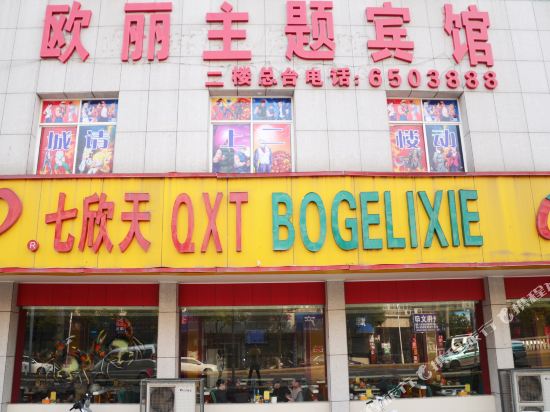 欧丽主题宾馆
二楼总台电话:6503888
城 请 上 二 楼 动
® 七欣天 QXT BOGELIXIE